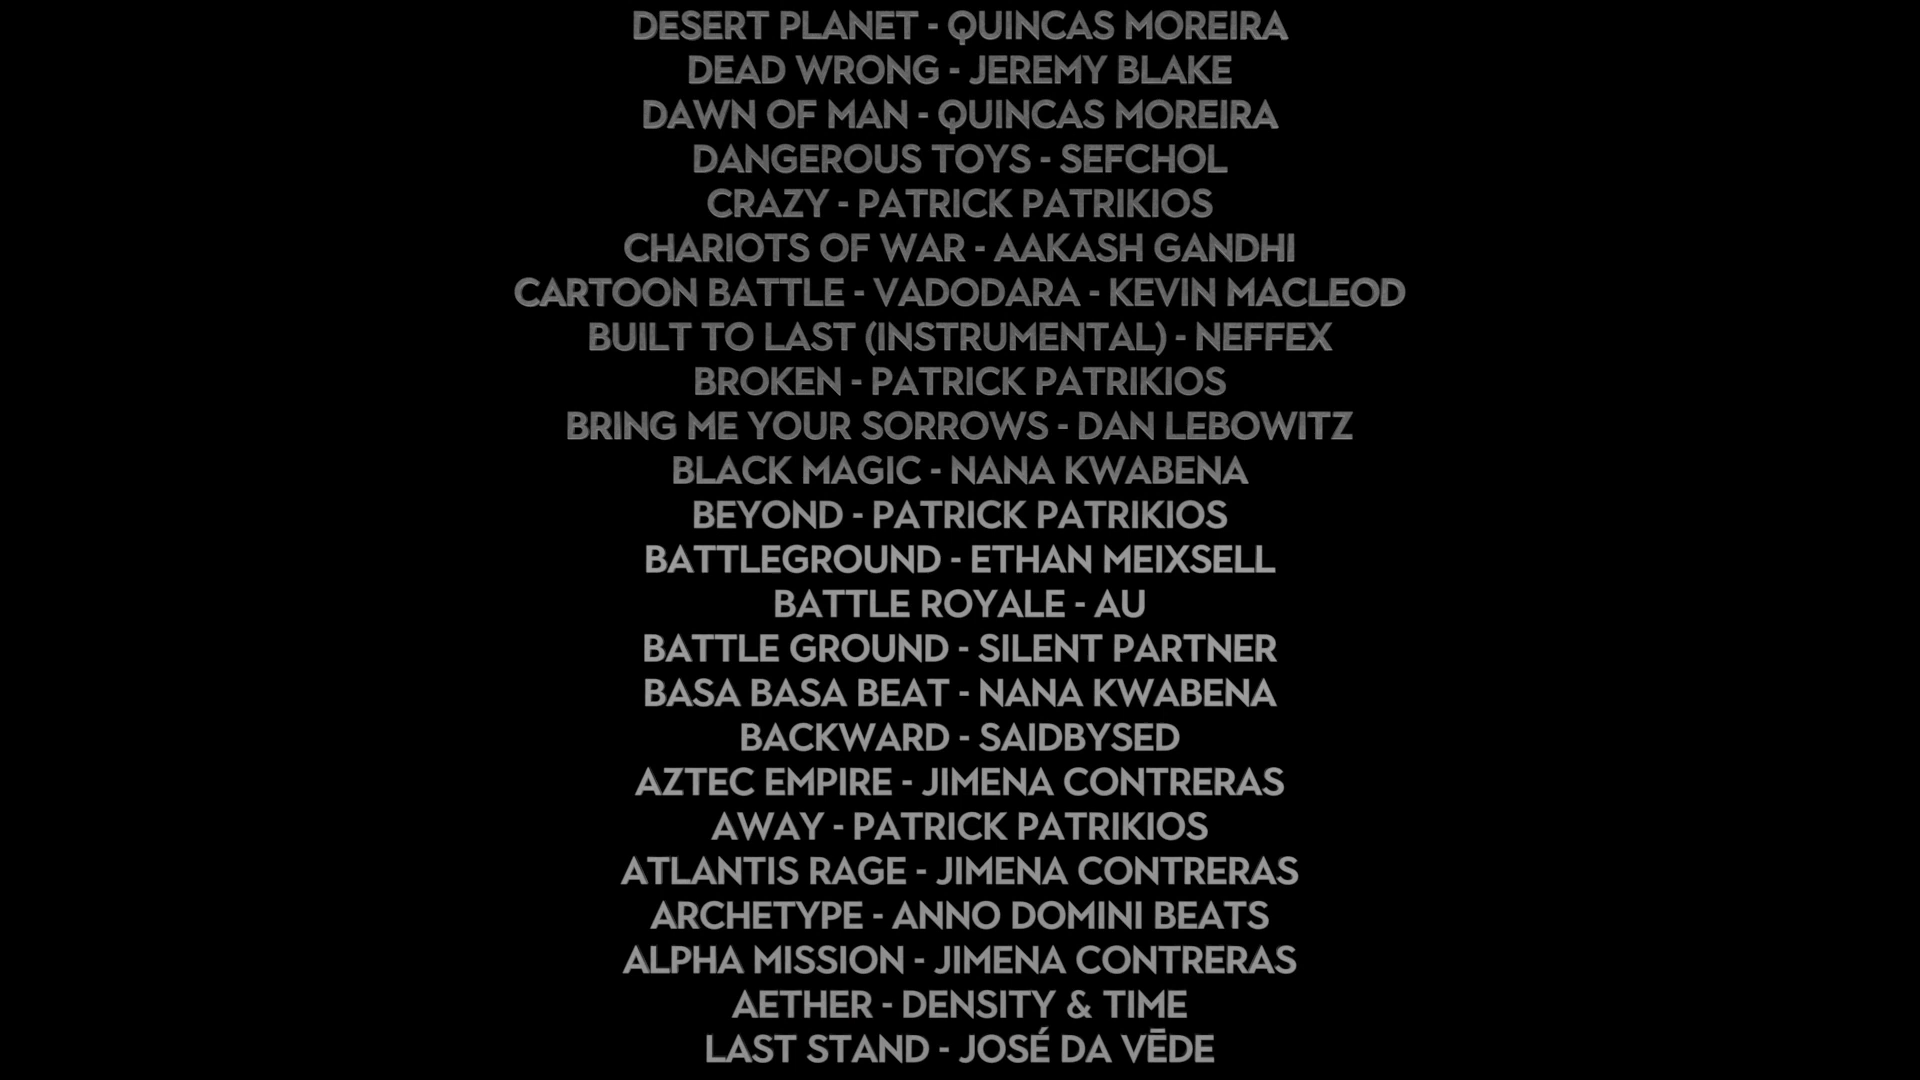 DESERT PLANET - QUINCAS MOREIRA
DEAD WRONG - JEREMY BLAKE
DAWN OF MAN - QUINCAS MOREIRA
DANGEROUS TOYS - SEFCHOL
CRAZY - PATRICK PATRIKIOS
CHARIOTS OF WAR - AAKASH GANDHI
CARTOON BATTLE - VADODARA - KEVIN MACLEOD
BUILT TO LAST (INSTRUMENTAL) - NEFFEX
BROKEN - PATRICK PATRIKIOS
BRING ME YOUR SORROWS - DAN LEBOWITZ
BLACK MAGIC - NANA KWABENA
BEYOND - PATRICK PATRIKIOS
BATTLEGROUND - ETHAN MEIXSELL
BATTLE ROYALE - AU
BATTLE GROUND - SILENT PARTNER
BASA BASA BEAT - NANA KWABENA
BACKWARD - SAIDBYSED
AZTEC EMPIRE - JIMENA CONTRERAS
AWAY - PATRICK PATRIKIOS
ATLANTIS RAGE - JIMENA CONTRERAS
ARCHETYPE - ANNO DOMINI BEATS
ALPHA MISSION - JIMENA CONTRERAS
AETHER - DENSITY & TIME
LAST STAND - JOSÉ DA VĒDE